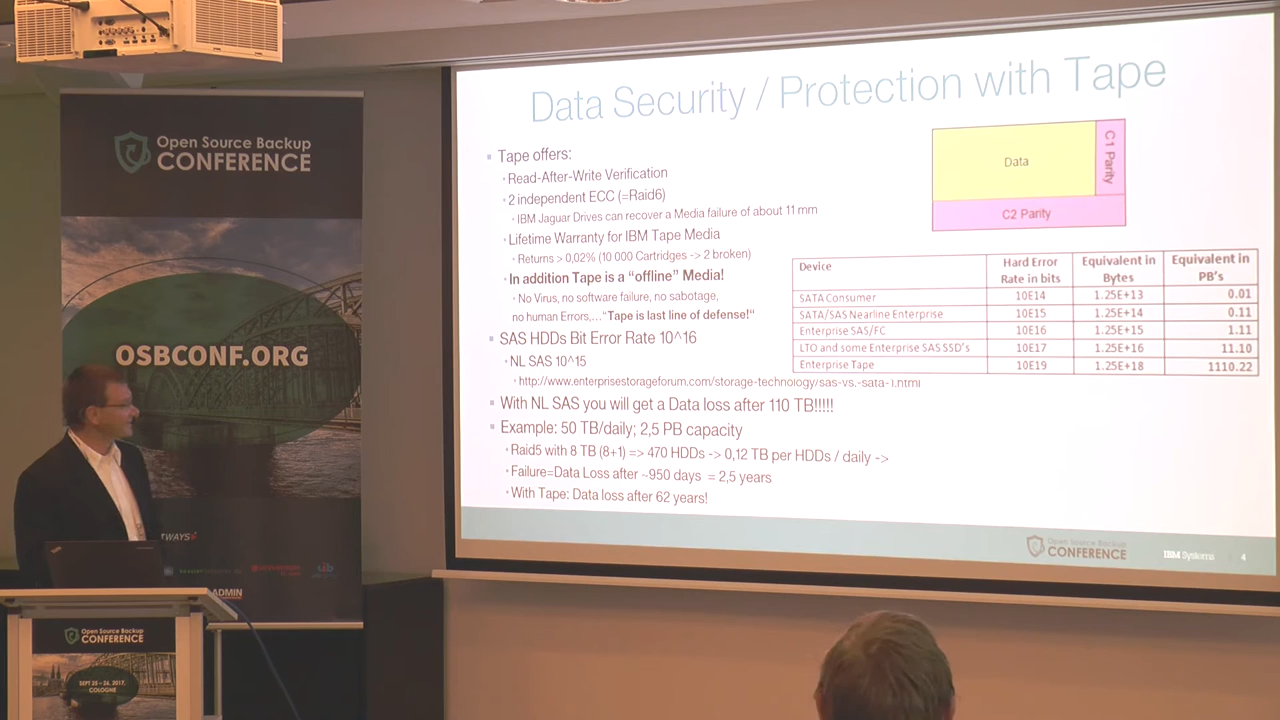 Open Source Backup
CONFERENCE
OSBCONF.ORG
TWAYS
ADMIN
Open Source Backup
CONFERENCE
SEPT 25 – 26, 2017,
COLOGNE
Data Security / Protection with Tape
Tape offers:
Read-After-Write Verification
2 independent ECC (=Raid6)
IBM Jaguar Drives can recover a Media failure of about 11 mm
Lifetime Warranty for IBM Tape Media
Returns > 0,02% (10 000 Cartridges -> 2 broken)
In addition Tape is a “offline” Media!
No Virus, no software failure, no sabotage,
no human Errors,...“Tape is last line of defense!“
SAS HDDs Bit Error Rate 10^16
NL SAS 10^15
http://www.enterprisestorageforum.com/storage-technology/sas-vs.-sata-1.html
With NL SAS you will get a Data loss after 110 TB!!!!!
Example: 50 TB/daily; 2,5 PB capacity
Raid5 with 8 TB (8+1) => 470 HDDs -> 0,12 TB per HDDs / daily ->
Failure=Data Loss after ~950 days = 2,5 years
With Tape: Data loss after 62 years!
Data
C1 Parity
C2 Parity
Device Hard Error Rate in bits Equivalent in Bytes Equivalent in PB's
SATA Consumer 10E14 1.25E+13 0.01
SATA/SAS Nearline Enterprise 10E15 1.25E+14 0.11
Enterprise SAS/FC 10E16 1.25E+15 1.11
LTO and some Enterprise SAS SSD's 10E17 1.25E+16 11.10
Enterprise Tape 10E19 1.25E+18 1110.22
Open Source Backup
CONFERENCE
IBM Systems
4